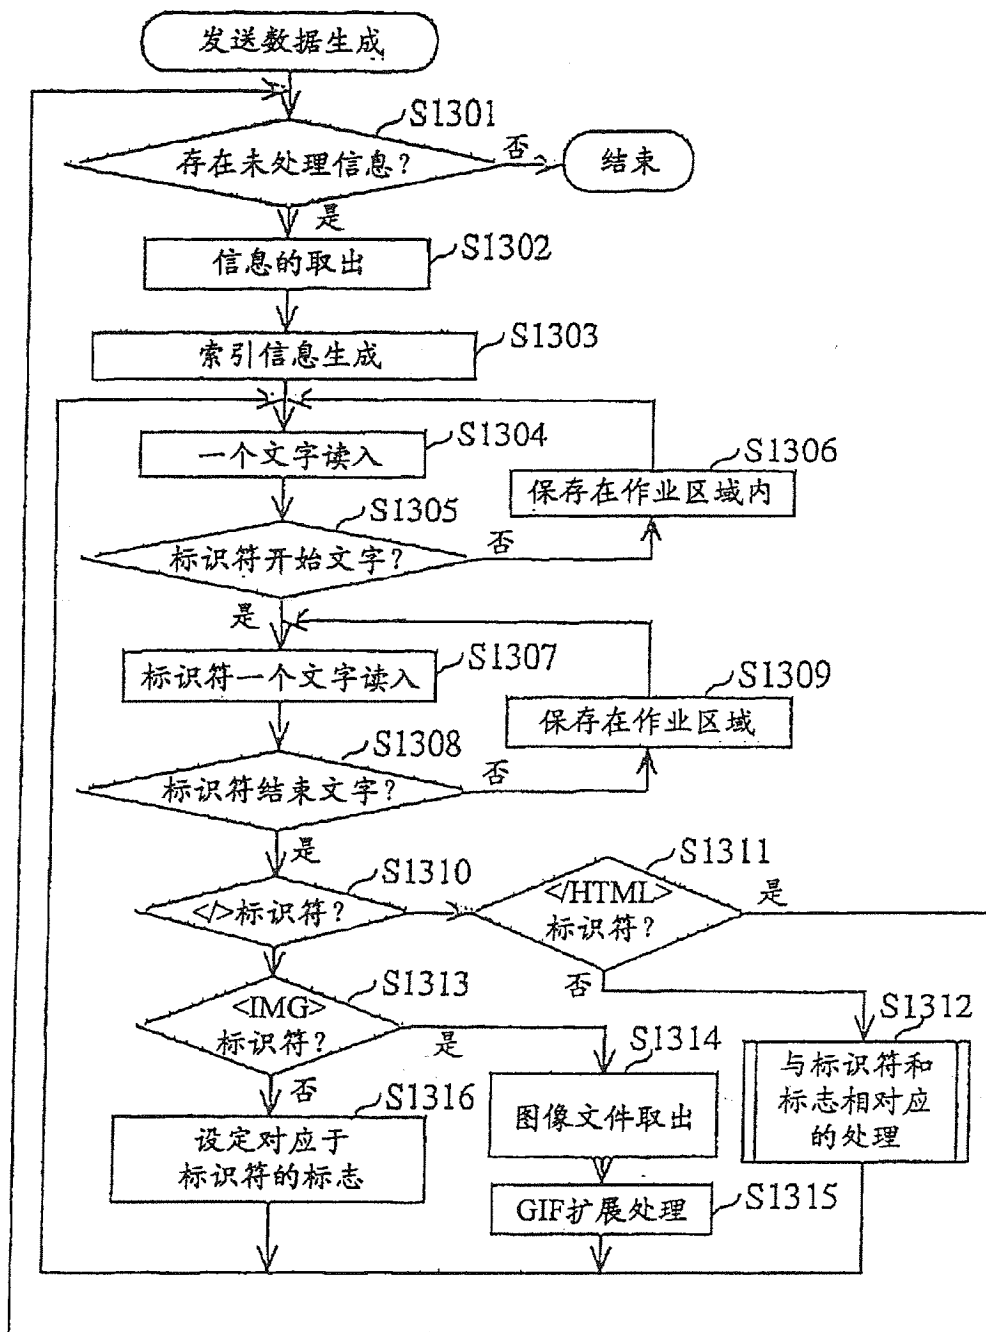 发送数据生成
S1301
存在未处理信息？
否
结束
是
信息的取出
S1302
索引信息生成
S1303
一个文字读入
S1304
S1305
标识符开始文字？
否
保存在作业区域内
S1306
是
标识符一个文字读入
S1307
S1308
标识符结束文字？
否
保存在作业区域
S1309
是
S1310
</>标识符？
S1311
</HTML>
标识符？
是
否
S1313
<IMG>
标识符？
是
否
S1312
与标识符和
标志相对应
的处理
S1314
图像文件取出
S1316
设定对应于
标识符的标志
GIF扩展处理
S1315